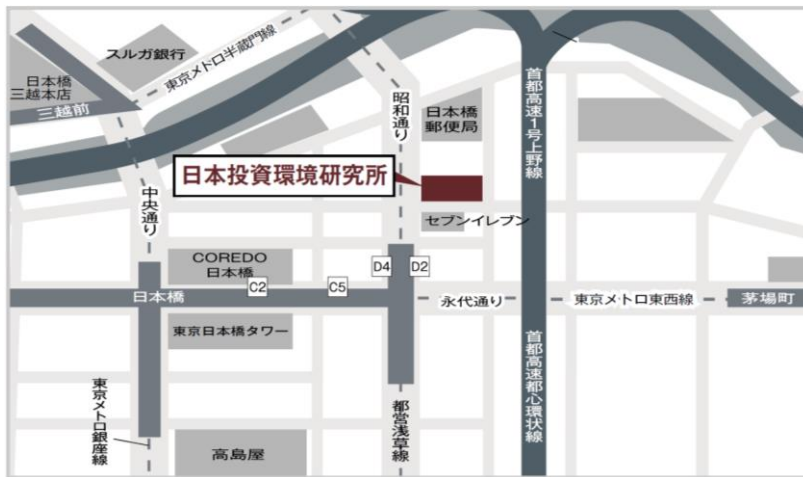 スルガ銀行
東京メトロ半蔵門線
日本橋
三越本店
三越前
昭和通り
日本橋
郵便局
首都高速1号上野線
日本投資環境研究所
中央通り
セブンイレブン
COREDO
日本橋
D4
D2
C2
C5
日本橋
永代通り
東京メトロ東西線
茅場町
東京日本橋タワー
首都高速都心環状線
東京メトロ銀座線
都営浅草線
高島屋